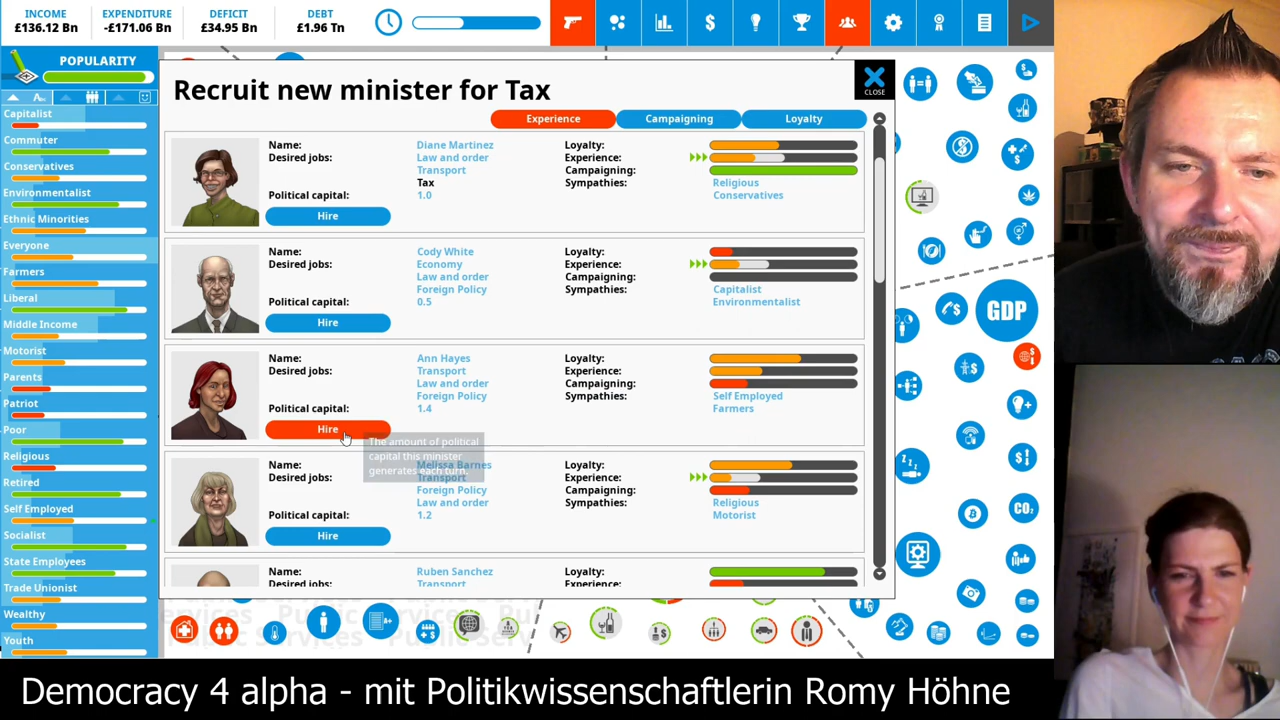 INCOME EXPENDITURE DEFICIT DEBT
£136.12 Bn -£171.06 Bn £34.95 Bn £1.96 Tn
POPULARITY
Capitalist
Commuter
Conservatives
Environmentalist
Ethnic Minorities
Everyone
Farmers
Liberal
Middle Income
Motorist
Parents
Patriot
Poor
Religious
Retired
Self Employed
Socialist
State Employees
Trade Unionist
Wealthy
Youth
Recruit new minister for Tax
CLOSE
Experience Campaigning Loyalty
Name: Diane Martinez Loyalty:
Desired jobs: Law and order Experience:
Transport Campaigning:
Tax Sympathies: Religious
Political capital: 1.0 Conservatives
Hire
Name: Cody White Loyalty:
Desired jobs: Economy Experience:
Law and order Campaigning:
Foreign Policy Sympathies: Capitalist
Political capital: 0.5 Environmentalist
Hire
Name: Ann Hayes Loyalty:
Desired jobs: Transport Experience:
Law and order Campaigning:
Foreign Policy Sympathies: Self Employed
Political capital: 1.4 Farmers
Hire
The amount of political
capital this minister
generates each turn.
Name: Melissa Barnes Loyalty:
Desired jobs: Transport Experience:
Foreign Policy Campaigning:
Law and order Sympathies: Religious
Political capital: 1.2 Motorist
Hire
Name: Ruben Sanchez Loyalty:
Desired jobs: Transport Experience:
GDP
CO₂
Public Services
Democracy 4 alpha - mit Politikwissenschaftlerin Romy Höhne